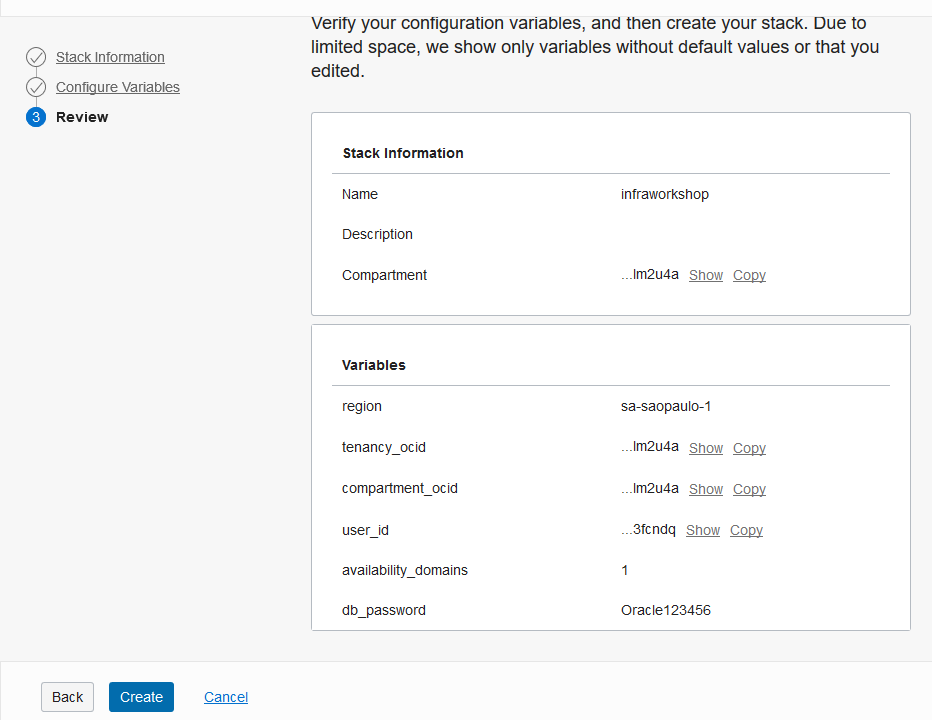 Verify your configuration variables, and then create your stack. Due to
limited space, we show only variables without default values or that you
edited.
Stack Information
Configure Variables
3 Review
Stack Information
Name infraworkshop
Description
Compartment ...lm2u4a Show Copy
Variables
region sa-saopaulo-1
tenancy_ocid ...lm2u4a Show Copy
compartment_ocid ...lm2u4a Show Copy
user_id ...3fcndq Show Copy
availability_domains 1
db_password Oracle123456
Back Create Cancel